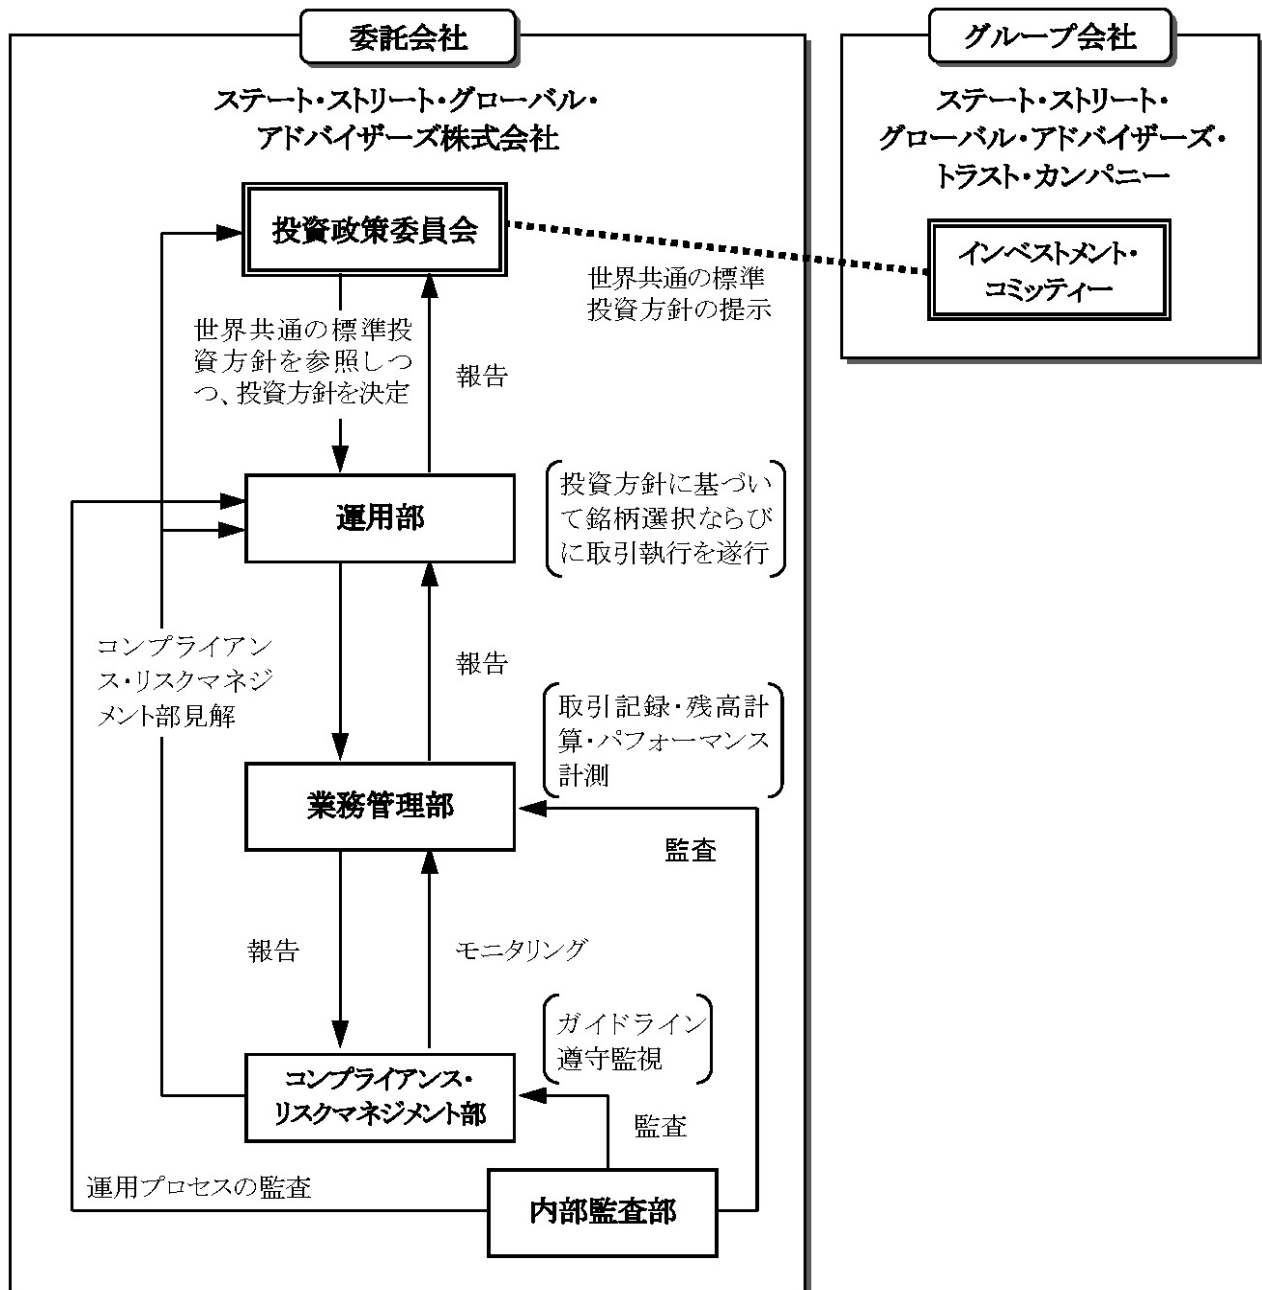 委託会社
ステート・ストリート・グローバル・
アドバイザーズ株式会社
グループ会社
ステート・ストリート・
グローバル・アドバイザーズ・
トラスト・カンパニー
投資政策委員会
インベストメント・
コミッティー
世界共通の標準
投資方針の提示
世界共通の標準投
資方針を参照しつ
つ、投資方針を決定
報告
運用部
投資方針に基づい
て銘柄選択ならび
に取引執行を遂行
コンプライアン
ス・リスクマネジ
メント部見解
報告
取引記録・残高計
算・パフォーマンス
計測
業務管理部
監査
報告
モニタリング
ガイドライン
遵守監視
コンプライアンス・
リスクマネジメント部
監査
運用プロセスの監査
内部監査部